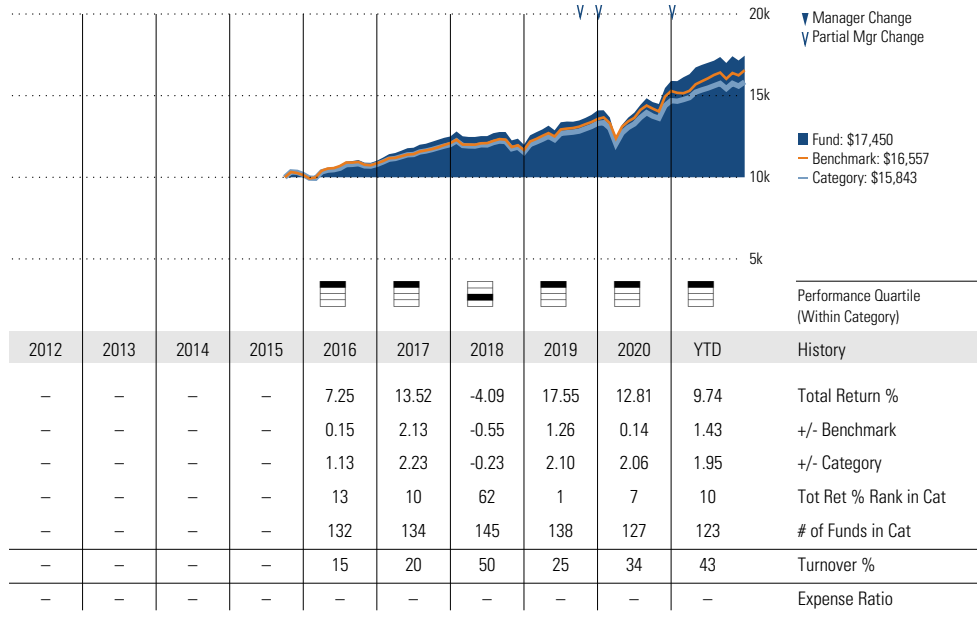 20k
▼ Manager Change
Partial Mgr Change
15k
Fund: $17,450
Benchmark: $16,557
Category: $15,843
10k
5k
Performance Quartile
(Within Category)
2012 2013 2014 2015 2016 2017 2018 2019 2020 YTD History
– – – – 7.25 13.52 -4.09 17.55 12.81 9.74 Total Return %
– – – – 0.15 2.13 -0.55 1.26 0.14 1.43 +/- Benchmark
– – – – 1.13 2.23 -0.23 2.10 2.06 1.95 +/- Category
– – – – 13 10 62 1 7 10 Tot Ret % Rank in Cat
– – – – 132 134 145 138 127 123 # of Funds in Cat
– – – – 15 20 50 25 34 43 Turnover %
– – – – – – – – – – Expense Ratio